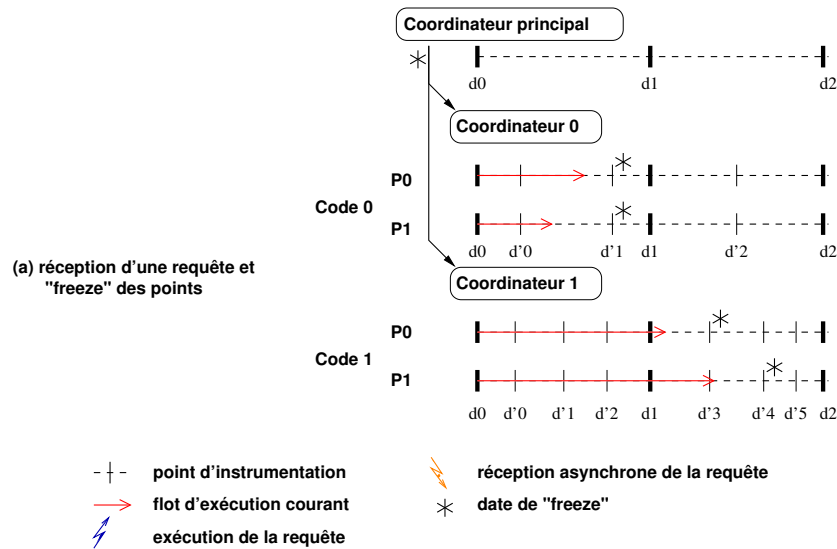 Coordinateur principal
d0 d1 d2
Coordinateur 0
P0
Code 0
P1
d0 d'0 d'1 d1 d'2 d2
(a) réception d'une requête et
"freeze" des points
Coordinateur 1
P0
Code 1
P1
d0 d'0 d'1 d'2 d1 d'3 d'4 d'5 d2
point d'instrumentation
réception asynchrone de la requête
flot d'exécution courant
date de "freeze"
exécution de la requête